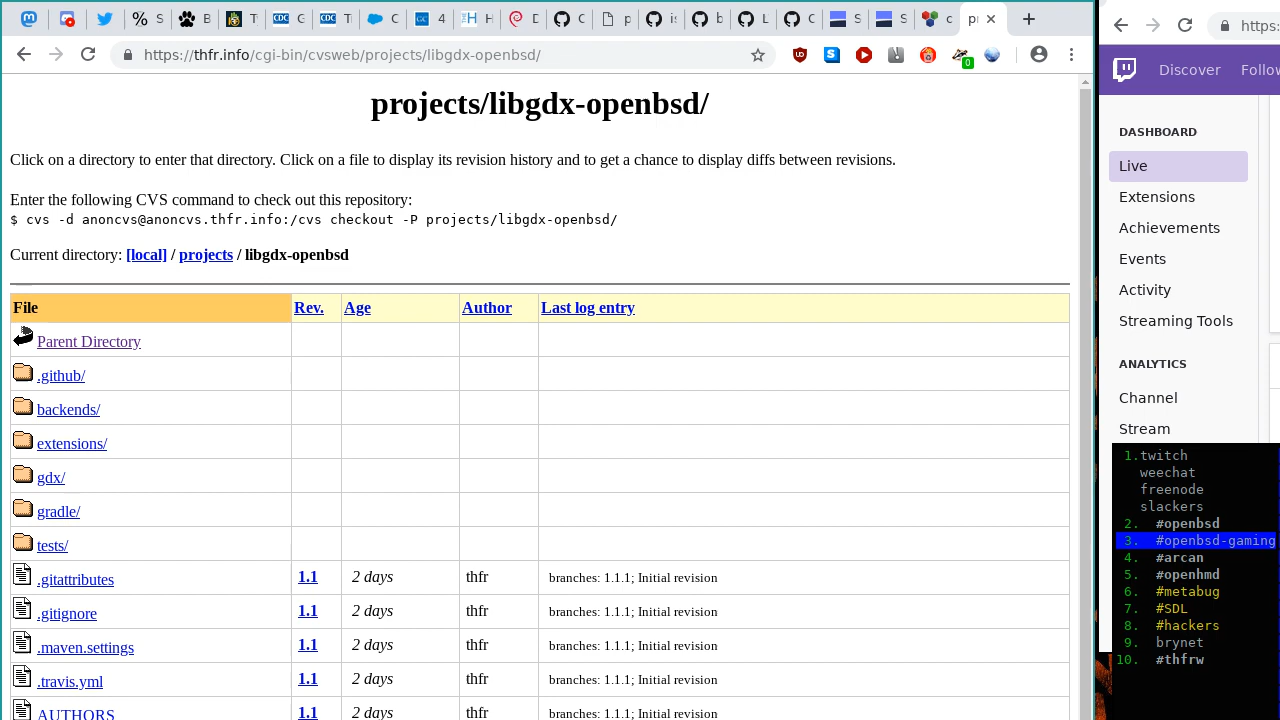 S
B
T
G
T
C
4
H
D
C
p
is
b
L
C
S
S
c
pr
https://thfr.info/cgi-bin/cvsweb/projects/libgdx-openbsd/
0
projects/libgdx-openbsd/
Click on a directory to enter that directory. Click on a file to display its revision history and to get a chance to display diffs between revisions.
Enter the following CVS command to check out this repository:
$ cvs -d anoncvs@anoncvs.thfr.info:/cvs checkout -P projects/libgdx-openbsd/
Current directory: [local] / projects / libgdx-openbsd
File Rev. Age Author Last log entry
Parent Directory
.github/
backends/
extensions/
gdx/
gradle/
tests/
.gitattributes 1.1 2 days thfr branches: 1.1.1; Initial revision
.gitignore 1.1 2 days thfr branches: 1.1.1; Initial revision
.maven.settings 1.1 2 days thfr branches: 1.1.1; Initial revision
.travis.yml 1.1 2 days thfr branches: 1.1.1; Initial revision
AUTHORS 1.1 2 days thfr branches: 1.1.1; Initial revision
https:
Discover Follow
DASHBOARD
Live
Extensions
Achievements
Events
Activity
Streaming Tools
ANALYTICS
Channel
Stream
1.twitch
weechat
freenode
slackers
2. #openbsd
3. #openbsd-gaming
4. #arcan
5. #openhmd
6. #metabug
7. #SDL
8. #hackers
9. brynet
10. #thfrw